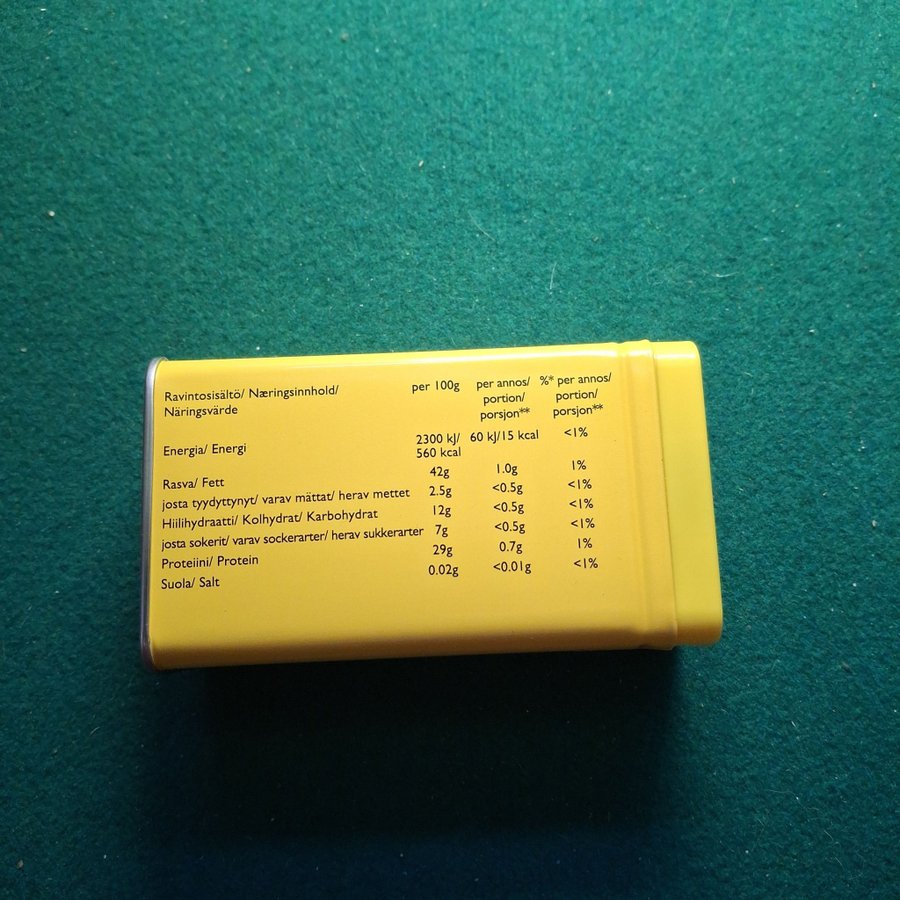 Ravintosisältö/ Næringsinnhold/ Näringsvärde per 100g per annos/ portion/ porsjon** %* per annos/ portion/ porsjon**
Energia/ Energi 2300 kJ/ 560 kcal 60 kJ/15 kcal <1%
Rasva/ Fett 42g 1.0g 1%
josta tyydyttynyt/ varav mättat/ herav mettet 2.5g <0.5g <1%
Hiilihydraatti/ Kolhydrat/ Karbohydrat 12g <0.5g <1%
josta sokerit/ varav sockerarter/ herav sukkerarter 7g <0.5g <1%
Proteiini/ Protein 29g 0.7g 1%
Suola/ Salt 0.02g <0.01g <1%